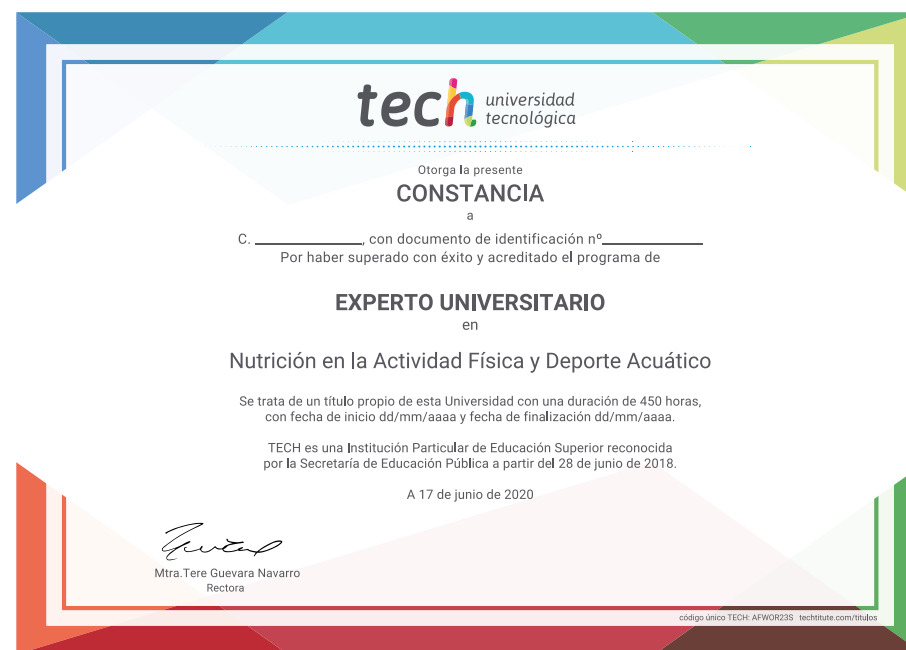 tech universidad
tecnológica
Otorga la presente
CONSTANCIA
a
C. ____________, con documento de identificación nº____________
Por haber superado con éxito y acreditado el programa de
EXPERTO UNIVERSITARIO
en
Nutrición en la Actividad Física y Deporte Acuático
Se trata de un título propio de esta Universidad con una duración de 450 horas,
con fecha de inicio dd/mm/aaaa y fecha de finalización dd/mm/aaaa.
TECH es una Institución Particular de Educación Superior reconocida
por la Secretaría de Educación Pública a partir del 28 de junio de 2018.
A 17 de junio de 2020
Mtra.Tere Guevara Navarro
Rectora
código único TECH: AFWOR23S techtitute.com/titulos